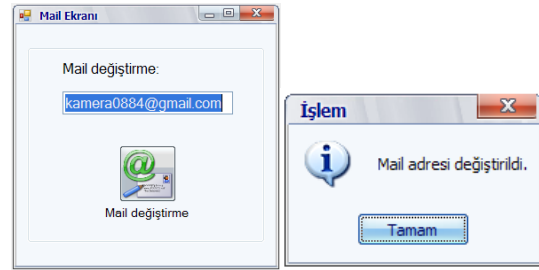 Mail Ekranı
Mail değiştirme:
kamera0884@gmail.com
Mail değiştirme
İşlem
Mail adresi değiştirildi.
Tamam